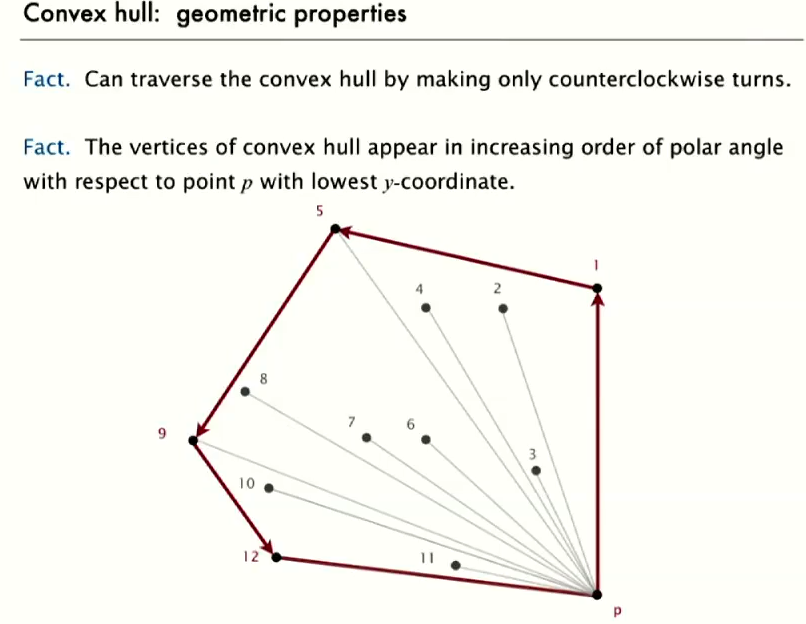 Convex hull: geometric properties
Fact. Can traverse the convex hull by making only counterclockwise turns.
Fact. The vertices of convex hull appear in increasing order of polar angle
with respect to point p with lowest y-coordinate.
5
1
4
2
8
7
6
9
3
10
12
11
p